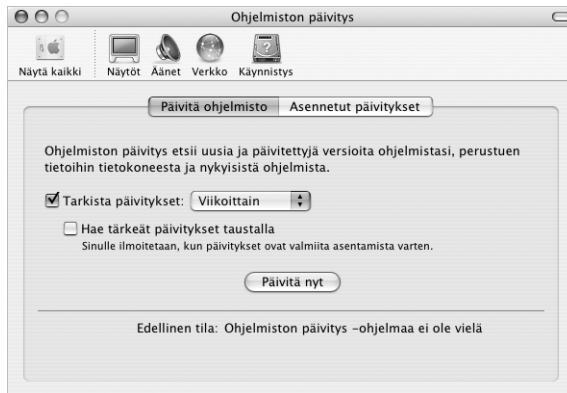 Ohjelmiston päivitys
Näytä kaikki Näytöt Äänet Verkko Käynnistys
Päivitä ohjelmisto Asennetut päivitykset
Ohjelmiston päivitys etsii uusia ja päivitettyjä versioita ohjelmistasi, perustuen
tietoihin tietokoneesta ja nykyisistä ohjelmista.
Tarkista päivitykset: Viikoittain
Hae tärkeät päivitykset taustalla
Sinulle ilmoitetaan, kun päivitykset ovat valmiita asentamista varten.
Päivitä nyt
Edellinen tila: Ohjelmiston päivitys –ohjelmaa ei ole vielä